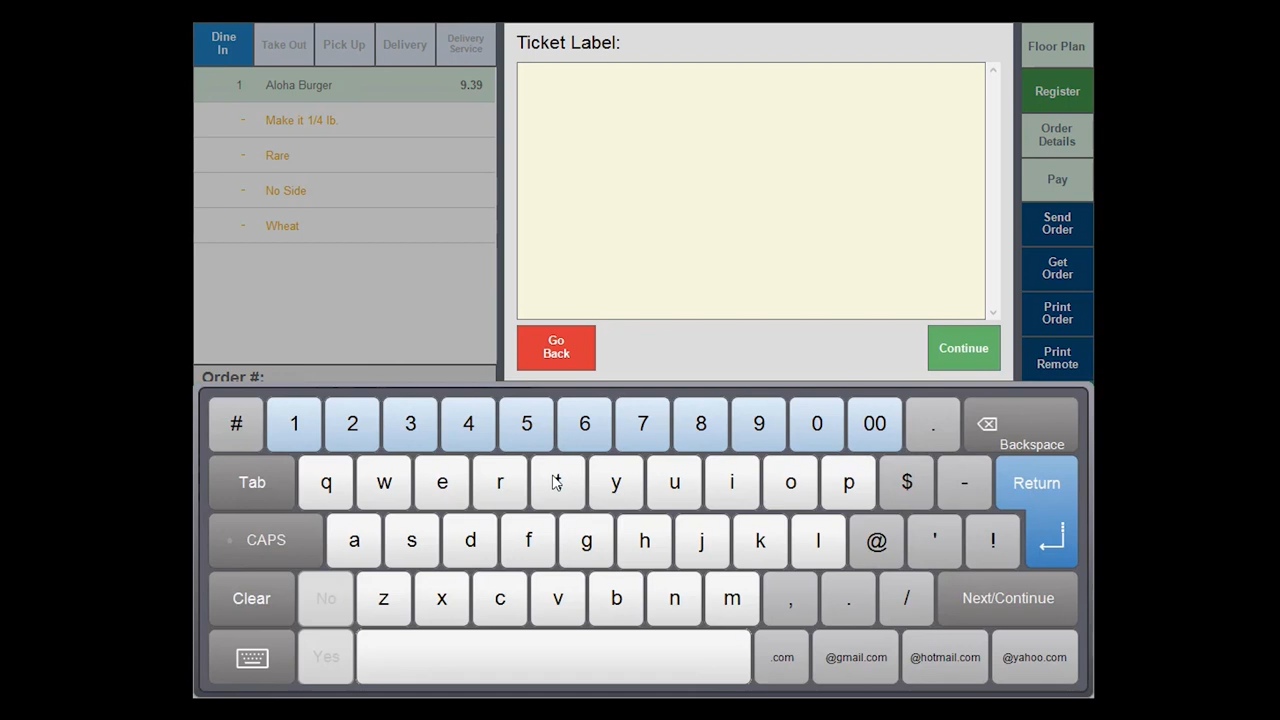 Dine In
Take Out
Pick Up
Delivery
Delivery Service
1 Aloha Burger 9.39
- Make it 1/4 lb.
- Rare
- No Side
- Wheat
Order #:
Ticket Label:
Go Back
Continue
Floor Plan
Register
Order Details
Pay
Send Order
Get Order
Print Order
Print Remote
# 1 2 3 4 5 6 7 8 9 0 00 . Backspace
Tab q w e r t y u i o p $ - Return
CAPS a s d f g h j k l @ ' !
Clear No z x c v b n m , . / Next/Continue
Yes .com @gmail.com @hotmail.com @yahoo.com